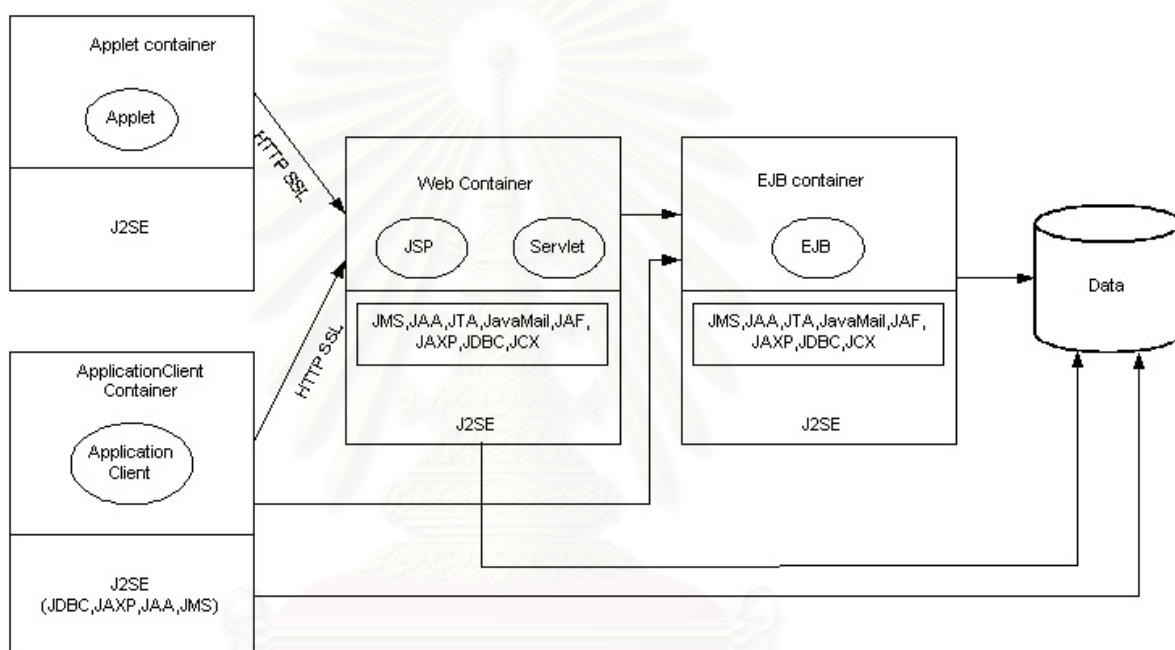 Applet container
Applet
J2SE
HTTP SSL
ApplicationClient
Container
Application
Client
J2SE
(JDBC,JAXP,JAA,JMS)
HTTP SSL
Web Container
JSP
Servlet
JMS,JAA,JTA,JavaMail,JAF,
JAXP,JDBC,JCX
J2SE
EJB container
EJB
JMS,JAA,JTA,JavaMail,JAF,
JAXP,JDBC,JCX
J2SE
Data